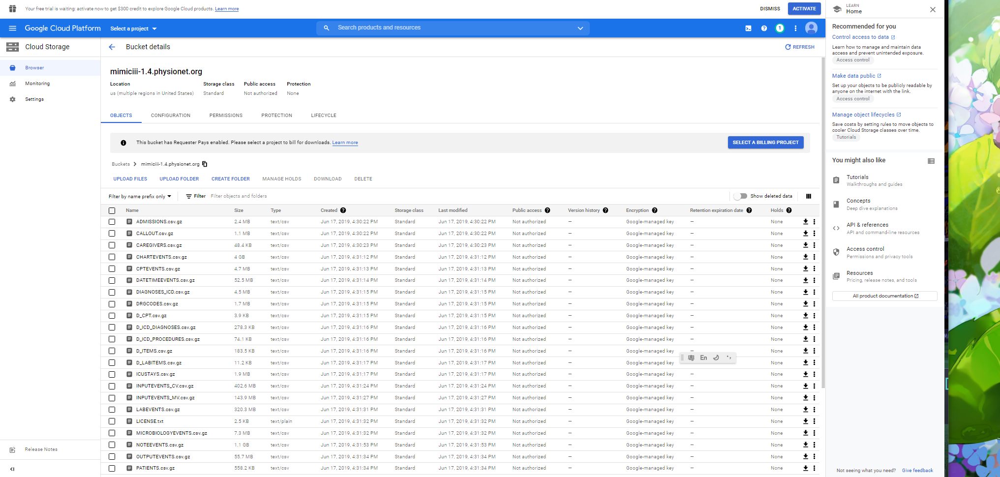 Your free trial is waiting: activate now to get $300 credit to explore Google Cloud products. Learn more
DISMISS ACTIVATE
Google Cloud Platform Select a project Search products and resources 1
Cloud Storage
Browser
Monitoring
Settings
Release Notes
Bucket details REFRESH
mimiciii-1.4.physionet.org
Location Storage class Public access Protection
us (multiple regions in United States) Standard Not authorized None
OBJECTS CONFIGURATION PERMISSIONS PROTECTION LIFECYCLE
This bucket has Requester Pays enabled. Please select a project to bill for downloads. Learn more SELECT A BILLING PROJECT
Buckets mimiciii-1.4.physionet.org
UPLOAD FILES UPLOAD FOLDER CREATE FOLDER MANAGE HOLDS DOWNLOAD DELETE
Filter by name prefix only Filter Filter objects and folders Show deleted data
Name Size Type Created Storage class Last modified Public access Version history Encryption Retention expiration date Holds
ADMISSIONS.csv.gz 2.4 MB text/csv Jun 17, 2019, 4:30:22 PM Standard Jun 17, 2019, 4:30:22 PM Not authorized — Google-managed key — None
CALLOUT.csv.gz 1.1 MB text/csv Jun 17, 2019, 4:30:22 PM Standard Jun 17, 2019, 4:30:22 PM Not authorized — Google-managed key — None
CAREGIVERS.csv.gz 48.4 KB text/csv Jun 17, 2019, 4:30:23 PM Standard Jun 17, 2019, 4:30:23 PM Not authorized — Google-managed key — None
CHARTEVENTS.csv.gz 4 GB text/csv Jun 17, 2019, 4:31:12 PM Standard Jun 17, 2019, 4:31:12 PM Not authorized — Google-managed key — None
CPTEVENTS.csv.gz 4.7 MB text/csv Jun 17, 2019, 4:31:13 PM Standard Jun 17, 2019, 4:31:13 PM Not authorized — Google-managed key — None
DATETIMEEVENTS.csv.gz 52.5 MB text/csv Jun 17, 2019, 4:31:14 PM Standard Jun 17, 2019, 4:31:14 PM Not authorized — Google-managed key — None
DIAGNOSES_ICD.csv.gz 4.5 MB text/csv Jun 17, 2019, 4:31:15 PM Standard Jun 17, 2019, 4:31:15 PM Not authorized — Google-managed key — None
DRGCODES.csv.gz 1.7 MB text/csv Jun 17, 2019, 4:31:15 PM Standard Jun 17, 2019, 4:31:15 PM Not authorized — Google-managed key — None
D_CPT.csv.gz 3.9 KB text/csv Jun 17, 2019, 4:31:15 PM Standard Jun 17, 2019, 4:31:15 PM Not authorized — Google-managed key — None
D_ICD_DIAGNOSES.csv.gz 278.3 KB text/csv Jun 17, 2019, 4:31:16 PM Standard Jun 17, 2019, 4:31:16 PM Not authorized — Google-managed key — None
D_ICD_PROCEDURES.csv.gz 74.1 KB text/csv Jun 17, 2019, 4:31:16 PM Standard Jun 17, 2019, 4:31:16 PM Not authorized — Google-managed key — None
D_ITEMS.csv.gz 183.5 KB text/csv Jun 17, 2019, 4:31:16 PM Standard Jun 17, 2019, 4:31:16 PM Not authorized — Google-managed key — None
D_LABITEMS.csv.gz 11.2 KB text/csv Jun 17, 2019, 4:31:17 PM Standard Jun 17, 2019, 4:31:17 PM Not authorized — Google-managed key En None
ICUSTAYS.csv.gz 1.9 MB text/csv Jun 17, 2019, 4:31:17 PM Standard Jun 17, 2019, 4:31:17 PM Not authorized — Google-managed key — None
INPUTEVENTS_CV.csv.gz 402.6 MB text/csv Jun 17, 2019, 4:31:24 PM Standard Jun 17, 2019, 4:31:24 PM Not authorized — Google-managed key — None
INPUTEVENTS_MV.csv.gz 143.9 MB text/csv Jun 17, 2019, 4:31:27 PM Standard Jun 17, 2019, 4:31:27 PM Not authorized — Google-managed key — None
LABEVENTS.csv.gz 320.3 MB text/csv Jun 17, 2019, 4:31:31 PM Standard Jun 17, 2019, 4:31:31 PM Not authorized — Google-managed key — None
LICENSE.txt 2.5 KB text/plain Jun 17, 2019, 4:31:32 PM Standard Jun 17, 2019, 4:31:32 PM Not authorized — Google-managed key — None
MICROBIOLOGYEVENTS.csv.gz 7.3 MB text/csv Jun 17, 2019, 4:31:32 PM Standard Jun 17, 2019, 4:31:32 PM Not authorized — Google-managed key — None
NOTEEVENTS.csv.gz 1.1 GB text/csv Jun 17, 2019, 4:31:53 PM Standard Jun 17, 2019, 4:31:53 PM Not authorized — Google-managed key — None
OUTPUTEVENTS.csv.gz 55.7 MB text/csv Jun 17, 2019, 4:31:34 PM Standard Jun 17, 2019, 4:31:34 PM Not authorized — Google-managed key — None
PATIENTS.csv.gz 558.2 KB text/csv Jun 17, 2019, 4:31:34 PM Standard Jun 17, 2019, 4:31:34 PM Not authorized — Google-managed key — None
LEARN
Home
Recommended for you
Control access to data
Learn how to manage and maintain data
access and prevent unintended exposure.
Access control
Make data public
Set up your objects to be publicly readable by
anyone on the internet with the link.
Access control
Manage object lifecycles
Save costs by setting rules to move objects to
cooler Cloud Storage classes over time.
Tutorials
You might also like
Tutorials
Walkthroughs and guides
Concepts
Deep dive explanations
API & references
API and command-line resources
Access control
Permissions and privacy tools
Resources
Pricing, release notes, and tools
All product documentation
Not seeing what you need? Give feedback